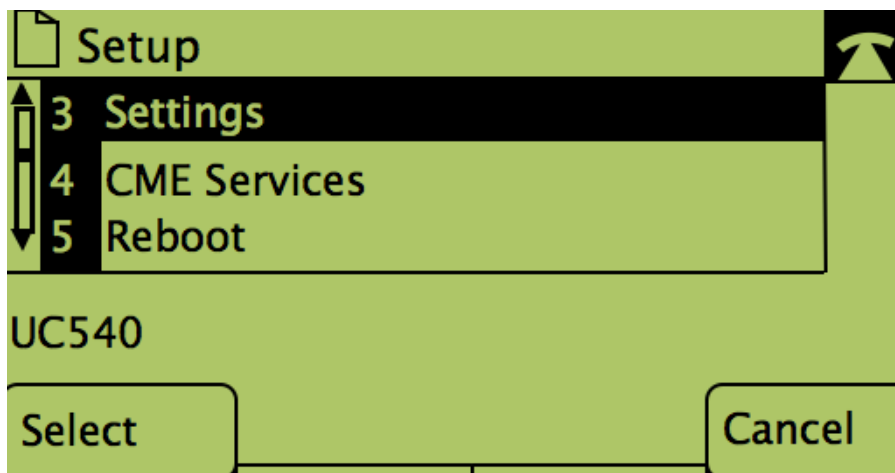 Setup
3 Settings
4 CME Services
5 Reboot
UC540
Select Cancel